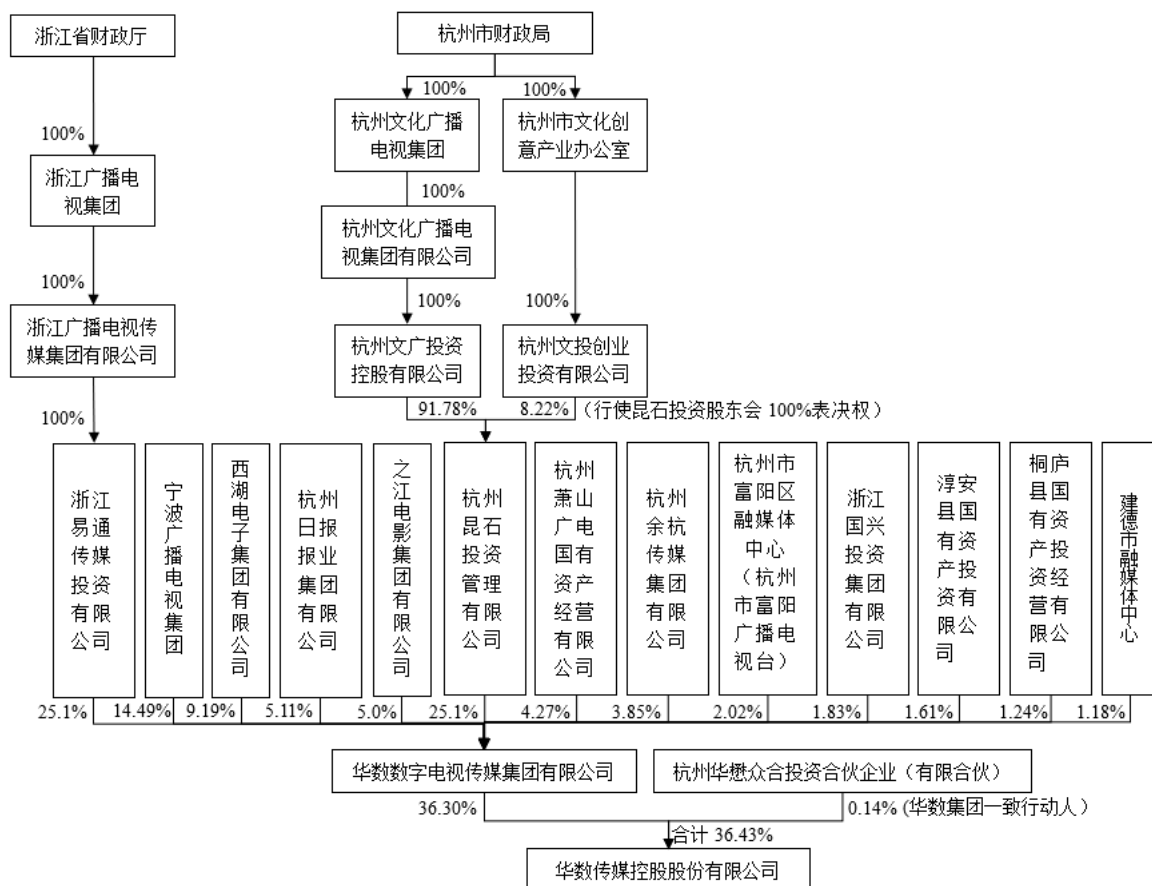 浙江省财政厅
杭州市财政局
100%
100%
杭州文化广播
电视集团
杭州市文化创
意产业办公室
100%
浙江广播电
视集团
100%
杭州文化广播电
视集团有限公司
100%
100%
100%
浙江广播电视传
媒集团有限公司
杭州文广投资
控股有限公司
杭州文投创业
投资有限公司
100%
91.78%
8.22%
（行使昆石投资股东会 100%表决权）
浙江
易通
传媒
投资
有限
公司
宁波广播电视集团
西湖电子集团有限公司
杭州
日报
报业
集团
有限
公司
之江电影集团有限公司
杭州
昆石
投资
管理
有限
公司
杭州
萧山
广电
国有
资产
经营
有限
公司
杭州
余杭
传媒
集团
有限
公司
杭州市
富阳区
融媒体
中心
（杭州
市富阳
广播电
视台）
浙江
国兴
投资
集团
有限
公司
淳安
县国
有资
产投
资有
限公
司
桐庐
县国
有资
产投
资经
营有
限公
司
建德市融媒体中心
25.1%
14.49%
9.19%
5.11%
5.0%
25.1%
4.27%
3.85%
2.02%
1.83%
1.61%
1.24%
1.18%
华数数字电视传媒集团有限公司
杭州华懋众合投资合伙企业（有限合伙）
36.30%
0.14% (华数集团一致行动人）
合计 36.43%
华数传媒控股股份有限公司